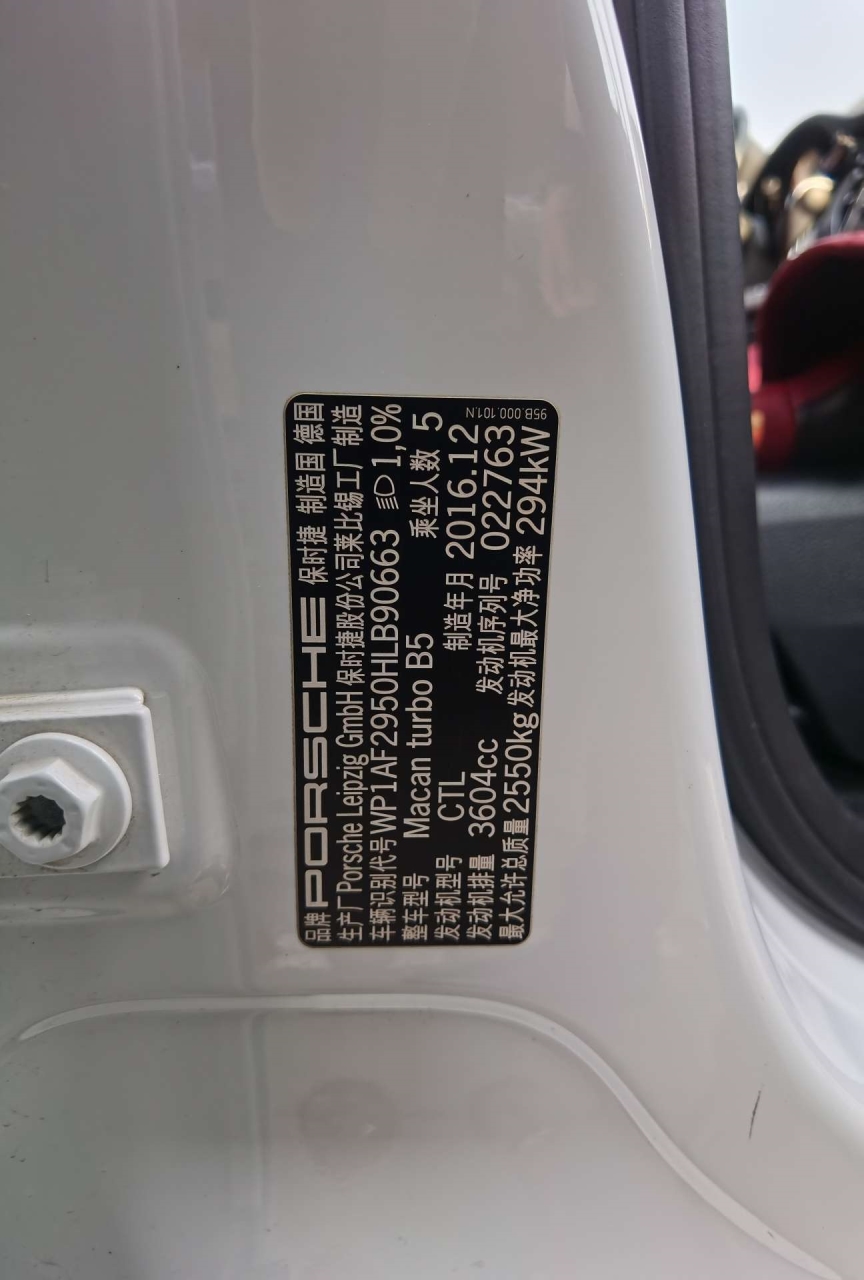 品牌 PORSCHE 保时捷 制造国 德国
生产厂 Porsche Leipzig GmbH 保时捷股份公司莱比锡工厂制造
车辆识别代号 WP1AF2950HLB90663 1,0%
整车型号 Macan turbo B5 乘坐人数 5
发动机型号 CTL 制造年月 2016.12
发动机排量 3604cc 发动机序列号 022763
最大允许总质量 2550kg 发动机最大净功率 294kW
95B.000.101.N